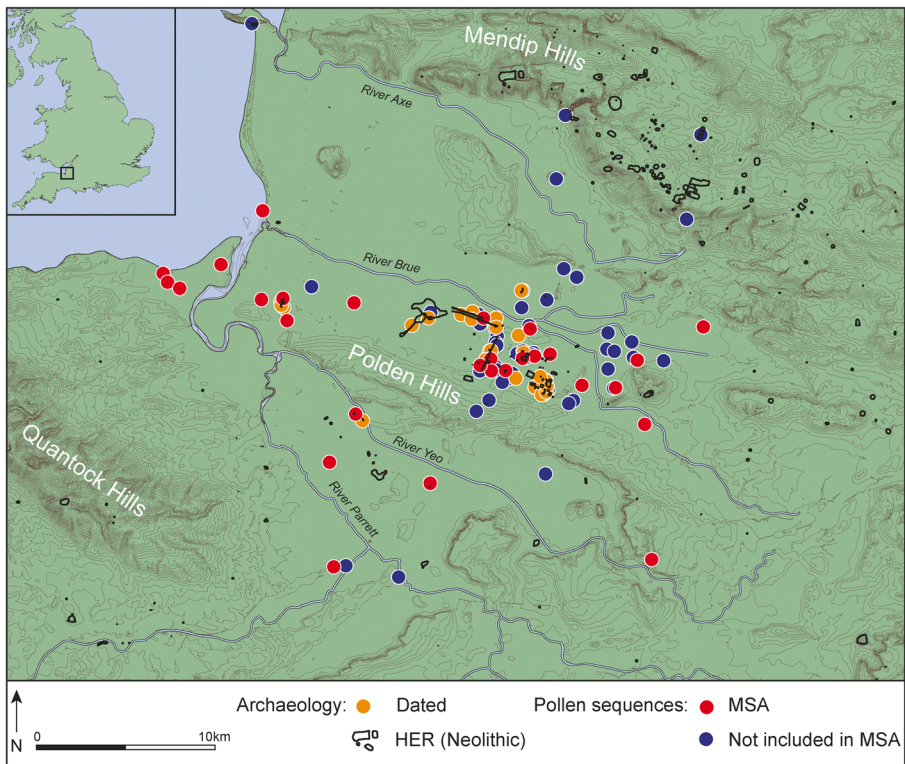 Mendip Hills
River Axe
River Brue
Polden Hills
Quantock Hills
River Yeo
River Parrett
Archaeology: Dated Pollen sequences: MSA
N 0 10km HER (Neolithic) Not included in MSA